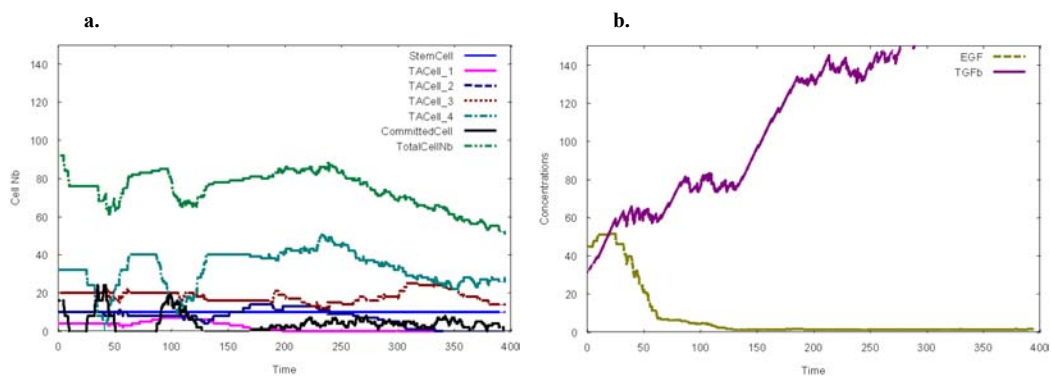 a.
StemCell
TACell_1
TACell_2
TACell_3
TACell_4
CommittedCell
TotalCellNb
140
120
100
80
60
40
20
0
Cell Nb
0 50 100 150 200 250 300 350 400
Time
b.
EGF
TGFb
140
120
100
80
60
40
20
0
Concentrations
0 50 100 150 200 250 300 350 400
Time